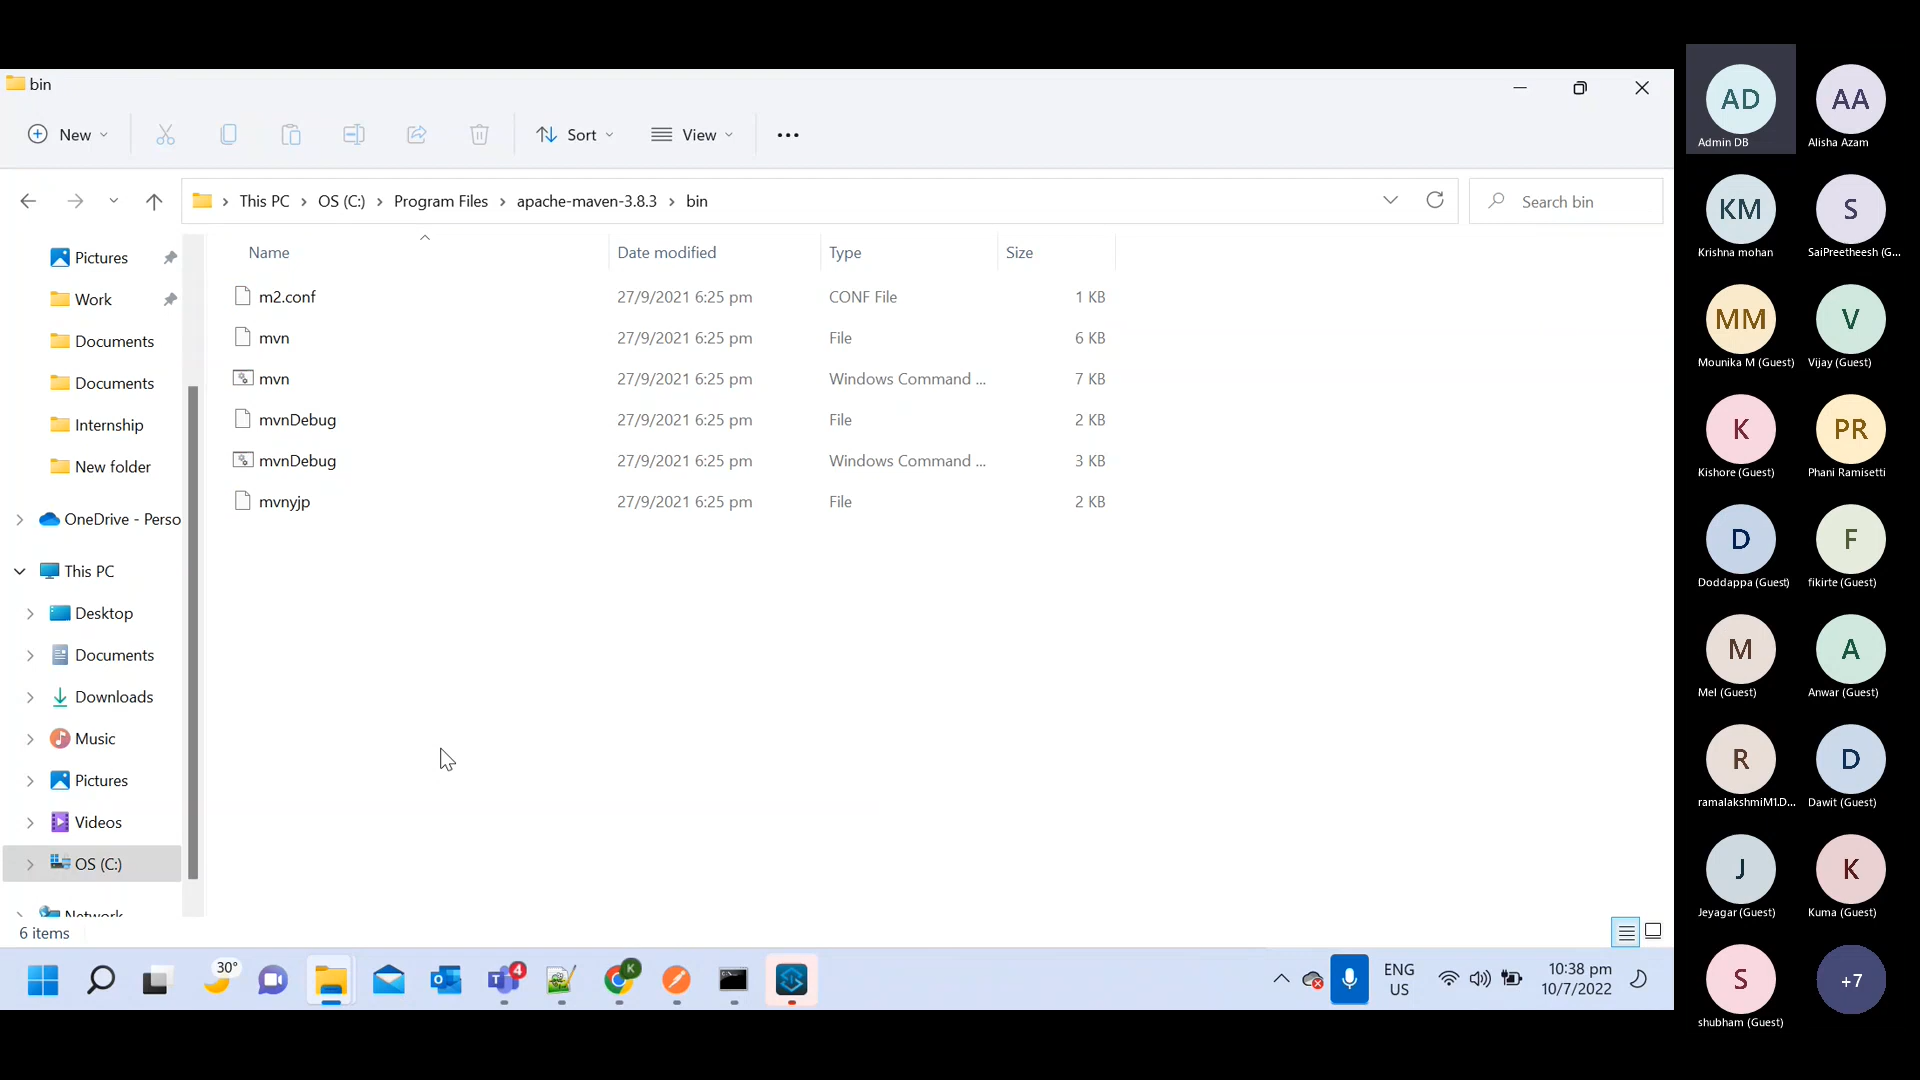 bin
New
Sort
View
This PC
OS (C:)
Program Files
apache-maven-3.8.3
bin
Search bin
Name
Date modified
Type
Size
m2.conf 27/9/2021 6:25 pm CONF File 1 KB
mvn 27/9/2021 6:25 pm File 6 KB
mvn 27/9/2021 6:25 pm Windows Command ... 7 KB
mvnDebug 27/9/2021 6:25 pm File 2 KB
mvnDebug 27/9/2021 6:25 pm Windows Command ... 3 KB
mvnyjp 27/9/2021 6:25 pm File 2 KB
Pictures
Work
Documents
Documents
Internship
New folder
OneDrive - Perso
This PC
Desktop
Documents
Downloads
Music
Pictures
Videos
OS (C:)
Network
6 items
30°
4
K
ENG
US
10:38 pm
10/7/2022
AD
Admin DB
AA
Alisha Azam
KM
Krishna mohan
S
SaiPreetheesh (G...
MM
Mounika M (Guest)
V
Vijay (Guest)
K
Kishore (Guest)
PR
Phani Ramisetti
D
Doddappa (Guest)
F
fikirte (Guest)
M
Mel (Guest)
A
Anwar (Guest)
R
ramalakshmiM1.D...
D
Dawit (Guest)
J
Jeyagar (Guest)
K
Kuma (Guest)
S
shubham (Guest)
+7